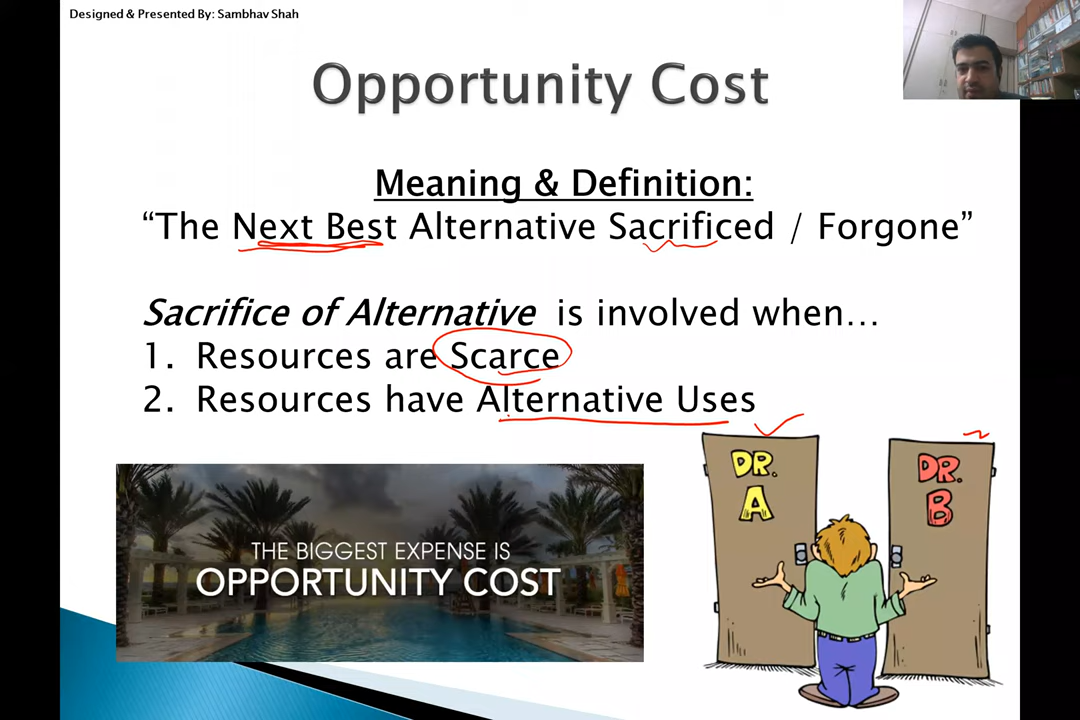 Designed & Presented By: Sambhav Shah
Opportunity Cost
Meaning & Definition:
“The Next Best Alternative Sacrificed / Forgone”
Sacrifice of Alternative is involved when…
1. Resources are Scarce
2. Resources have Alternative Uses
THE BIGGEST EXPENSE IS
OPPORTUNITY COST
DR.
A
DR.
B